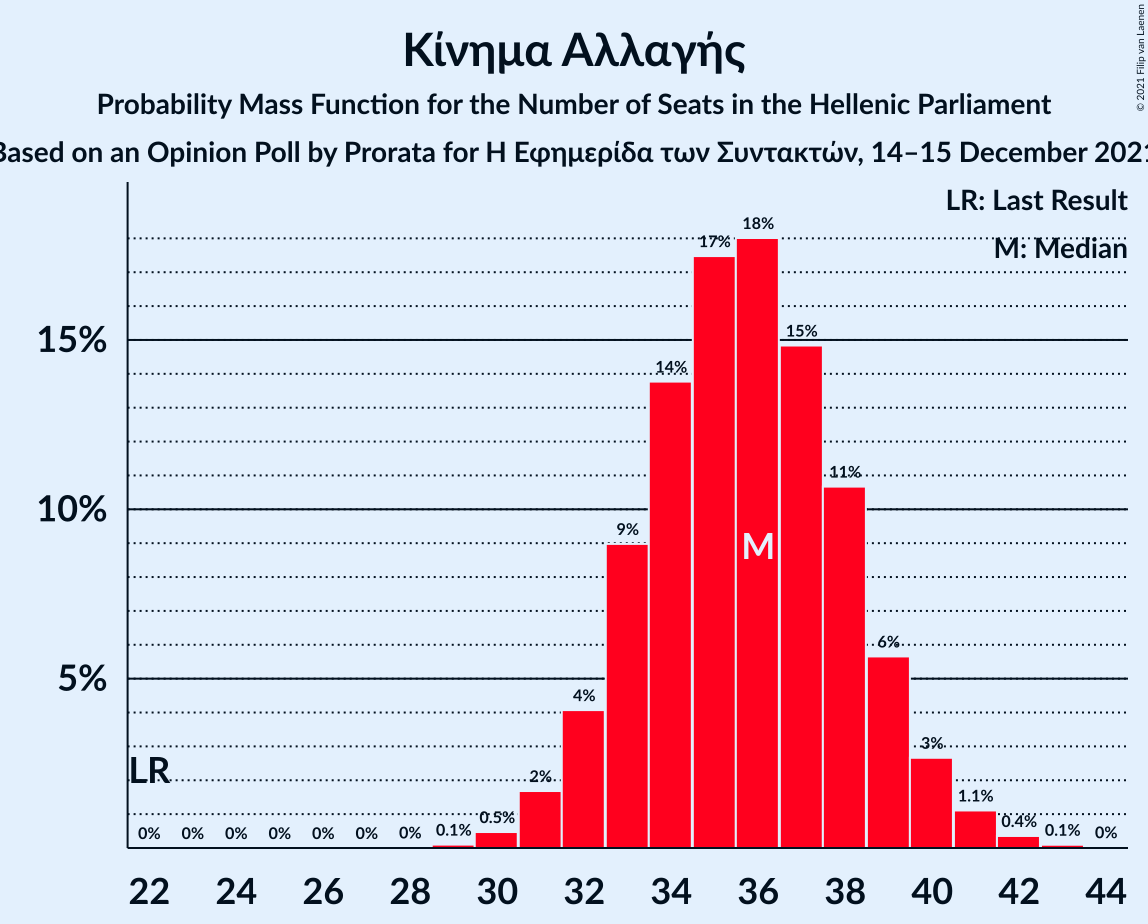 Κίνημα Αλλαγής
Probability Mass Function for the Number of Seats in the Hellenic Parliament
Based on an Opinion Poll by Prorata for Η Εφημερίδα των Συντακτών, 14–15 December 2021
© 2021 Filip van Laenen
LR: Last Result
M: Median
18%
17%
15%
15%
14%
11%
10%
9%
M
6%
5%
4%
3%
LR
2%
1.1%
0% 0% 0% 0% 0% 0% 0% 0.1% 0.5% 0.4% 0.1% 0%
22 24 26 28 30 32 34 36 38 40 42 44